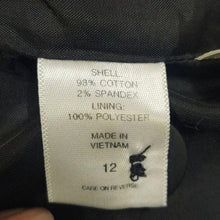 SHELL:
98% COTTON
2% SPANDEX
LINING:
100% POLYESTER
MADE IN
VIETNAM
12
CARE ON REVERSE